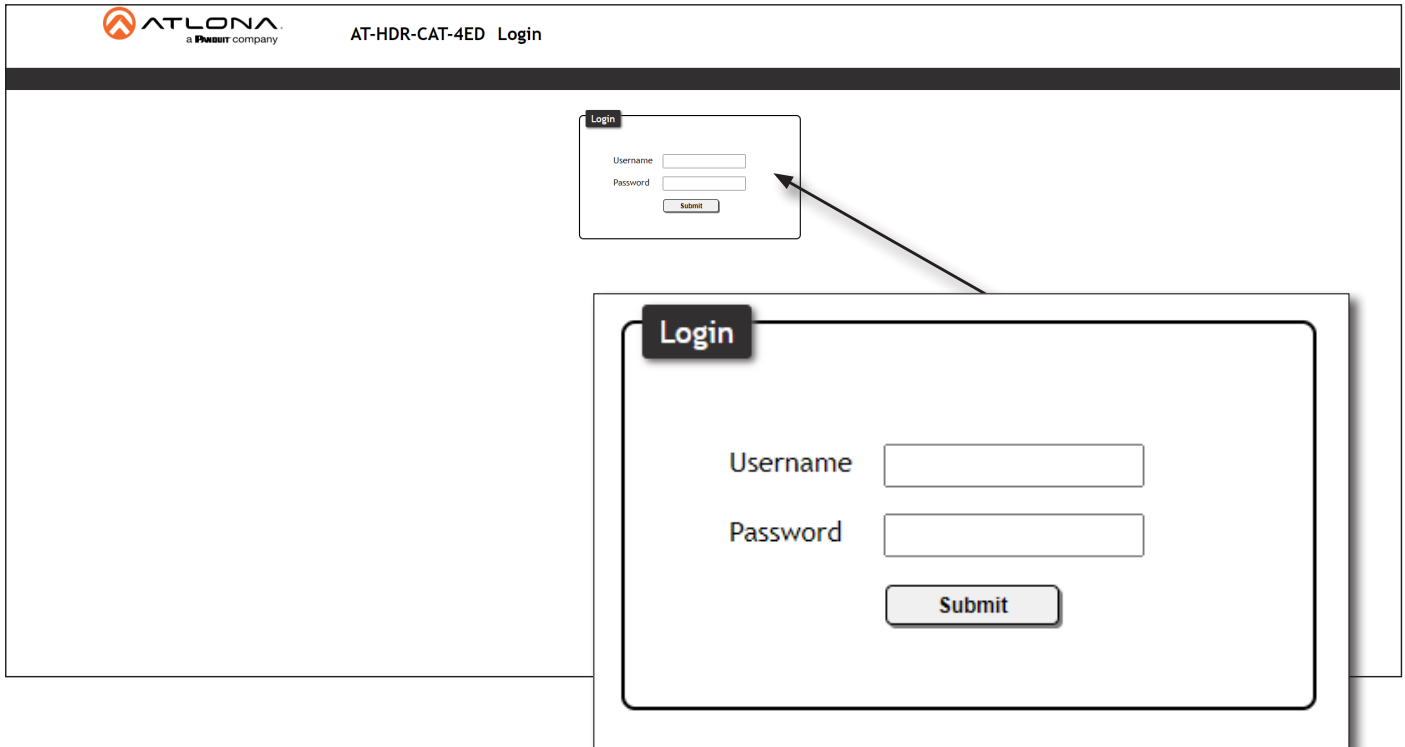 ATLONA.
a PANDUIT company
AT-HDR-CAT-4ED Login
Login
Username
Password
Submit
Login
Username
Password
Submit